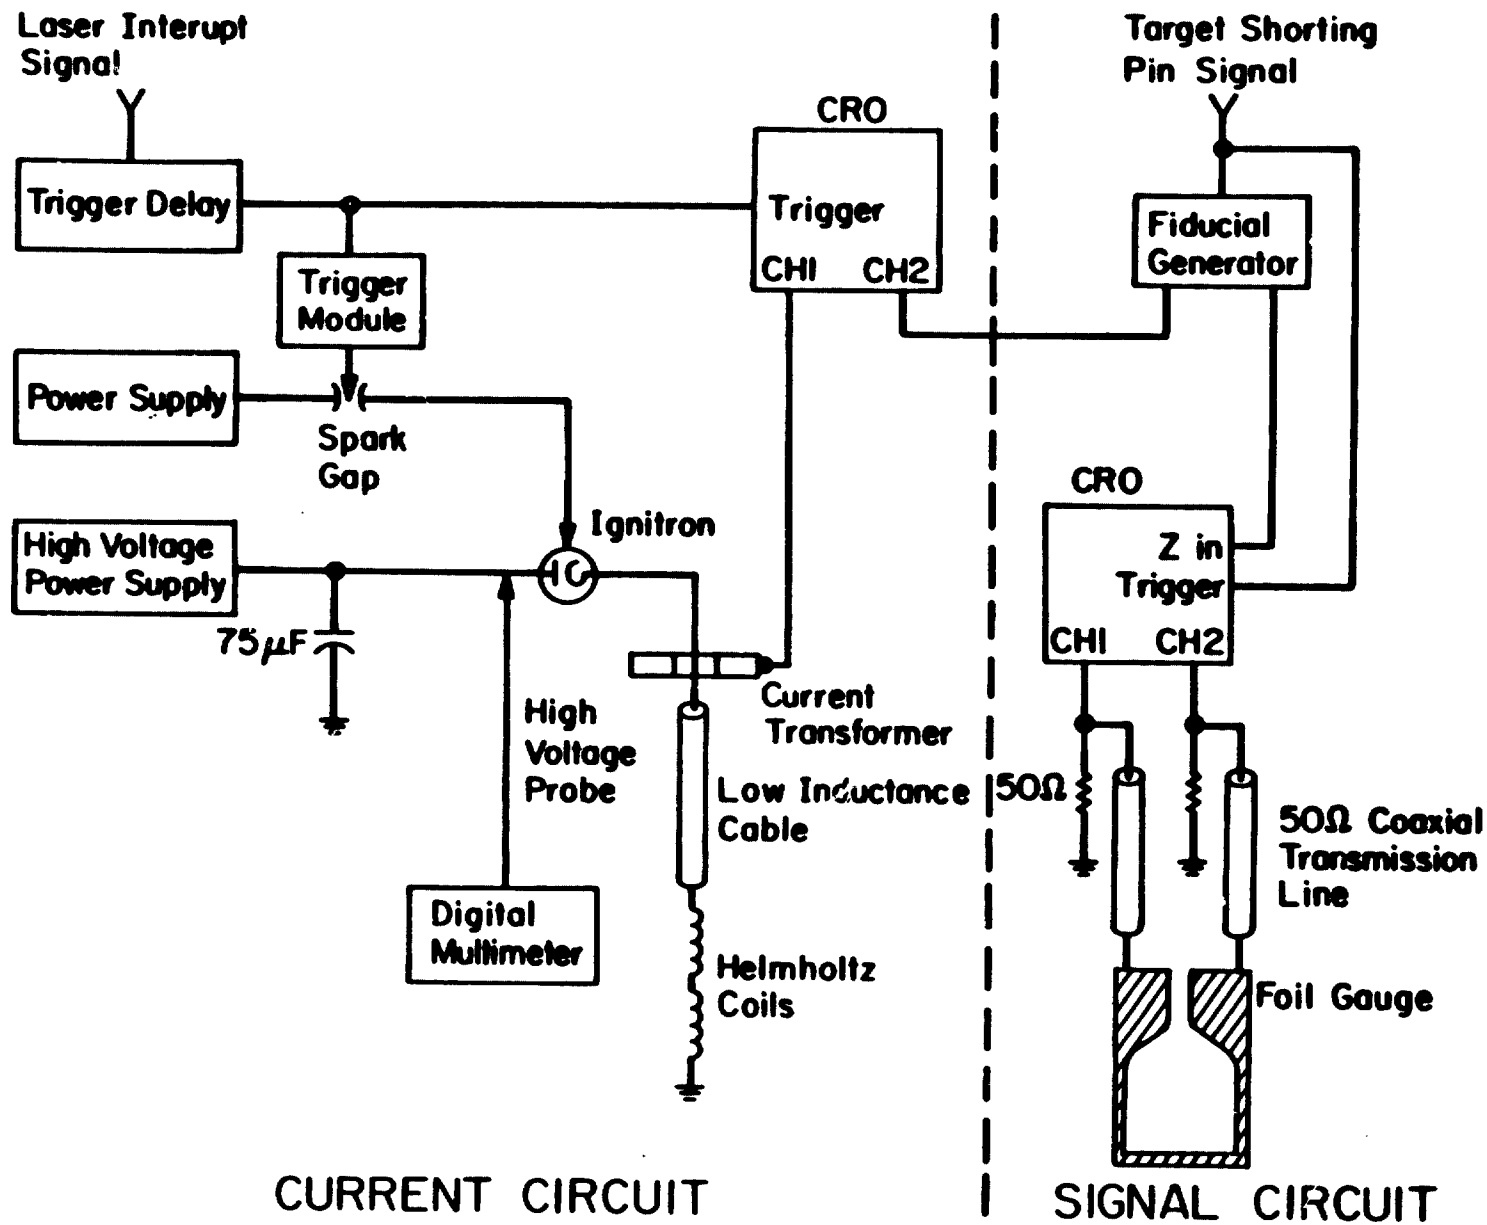 Laser Interupt
Signal
Trigger Delay
Trigger
Module
Power Supply
Spark
Gap
High Voltage
Power Supply
75μF
Ignitron
High
Voltage
Probe
Digital
Multimeter
CRO
Trigger
CH1 CH2
Current
Transformer
Low Inductance
Cable
Helmholtz
Coils
CURRENT CIRCUIT
Target Shorting
Pin Signal
Fiducial
Generator
CRO
Z in
Trigger
CH1 CH2
50Ω
50Ω Coaxial
Transmission
Line
Foil Gauge
SIGNAL CIRCUIT